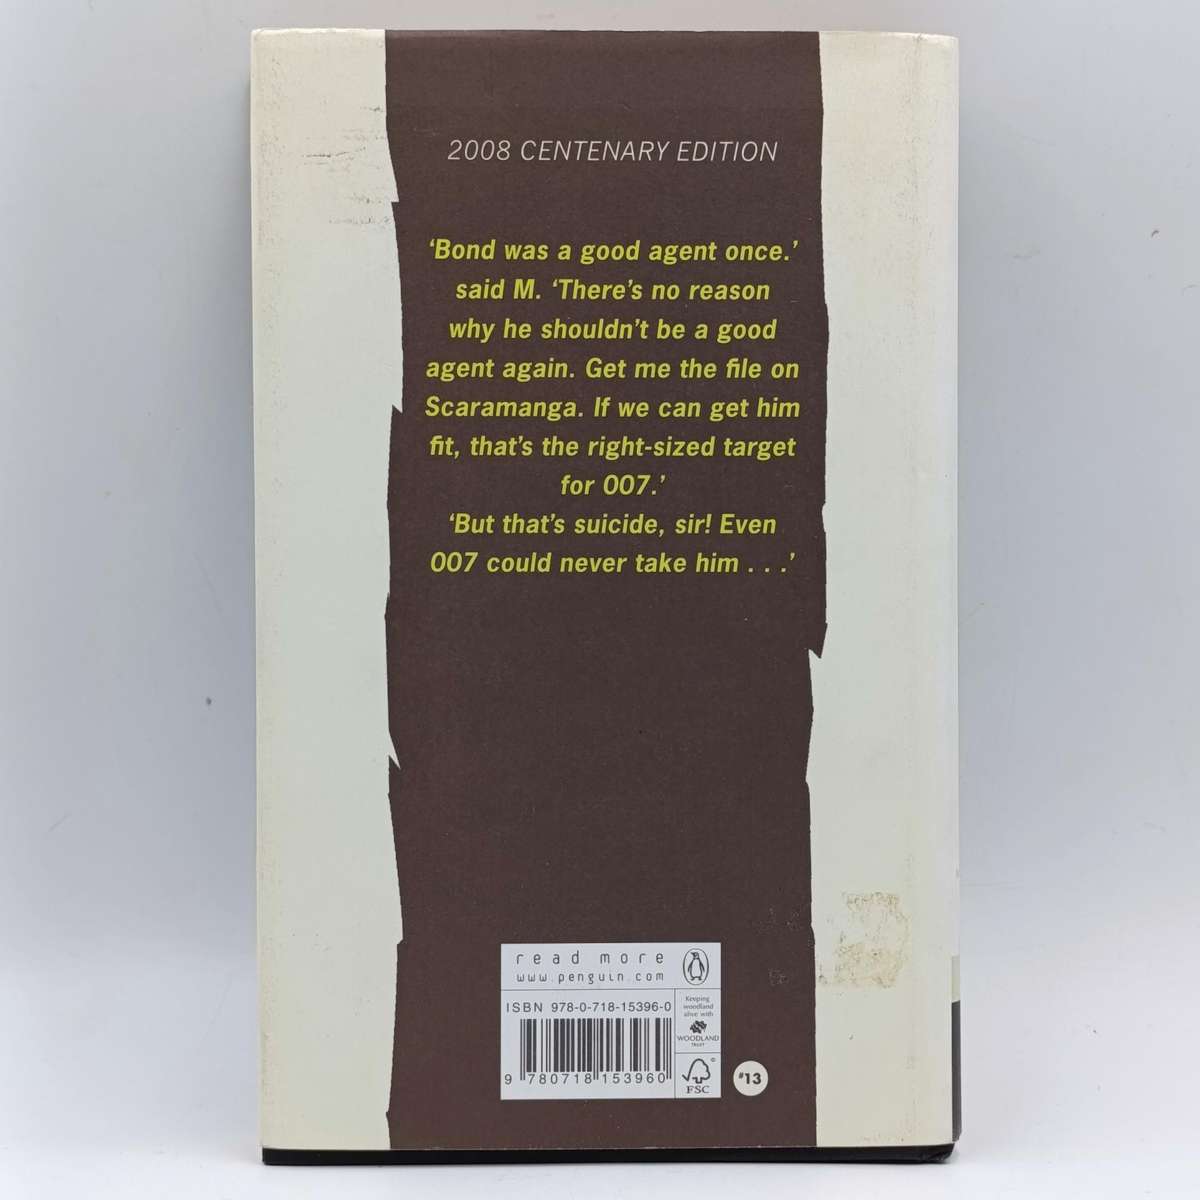 2008 CENTENARY EDITION
‘Bond was a good agent once.’
said M. ‘There’s no reason
why he shouldn’t be a good
agent again. Get me the file on
Scaramanga. If we can get him
fit, that’s the right-sized target
for 007.’
‘But that’s suicide, sir! Even
007 could never take him . . .’
read more
www.penguin.com
ISBN 978-0-718-15396-0
9 780718 153960
Keeping
woodland
alive with
WOODLAND
TRUST
©
FSC
#13